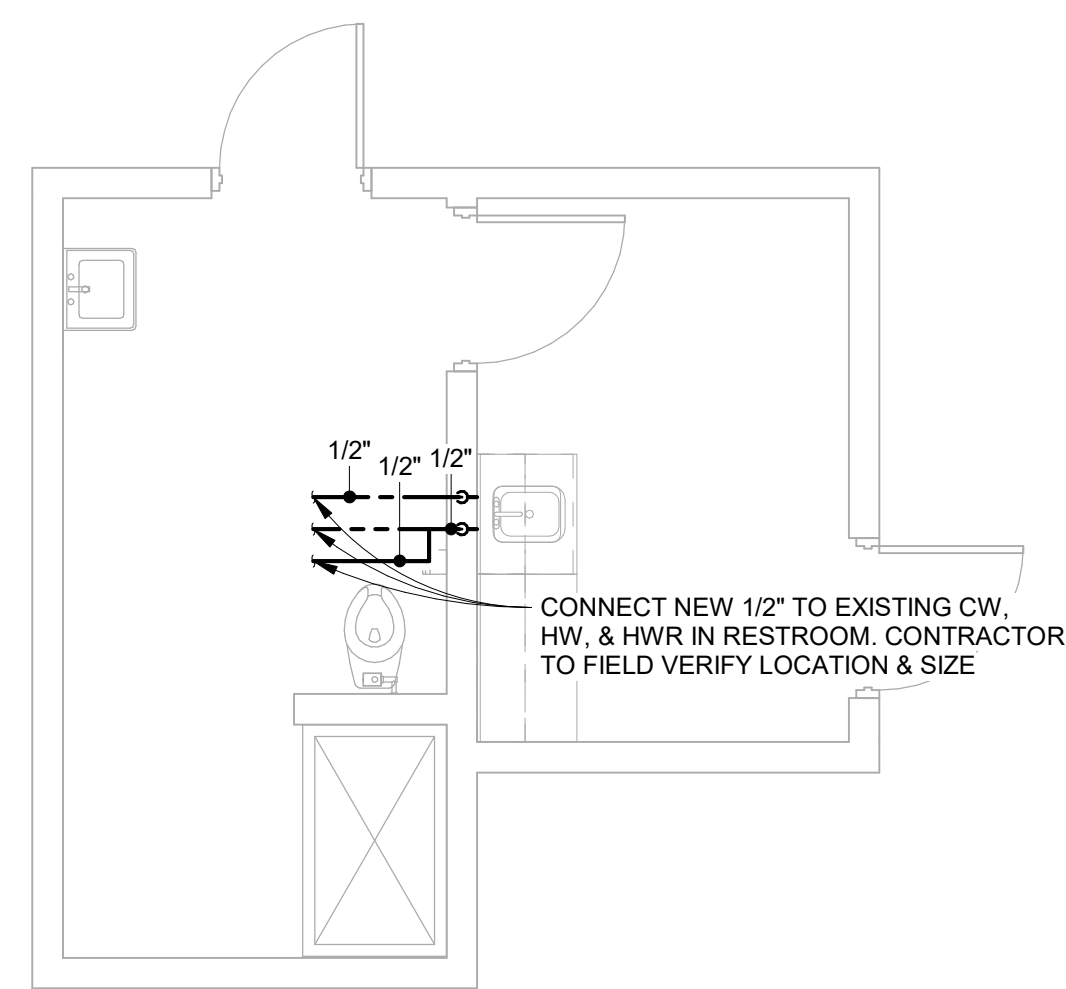 1/2"
1/2"
1/2"
CONNECT NEW 1/2" TO EXISTING CW,
HW, & HWR IN RESTROOM. CONTRACTOR
TO FIELD VERIFY LOCATION & SIZE